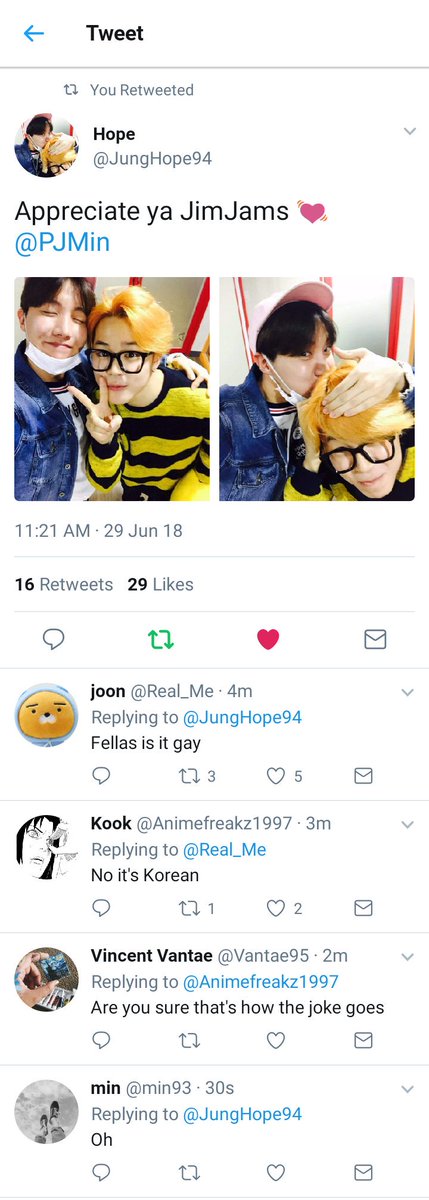 Tweet
You Retweeted
Hope
@JungHope94
Appreciate ya JimJams 💓
@PJMin
11:21 AM · 29 Jun 18
16 Retweets 29 Likes
joon @Real_Me · 4m
Replying to @JungHope94
Fellas is it gay
3 5
Kook @Animefreakz1997 · 3m
Replying to @Real_Me
No it's Korean
1 2
Vincent Vantae @Vantae95 · 2m
Replying to @Animefreakz1997
Are you sure that's how the joke goes
min @min93 · 30s
Replying to @JungHope94
Oh